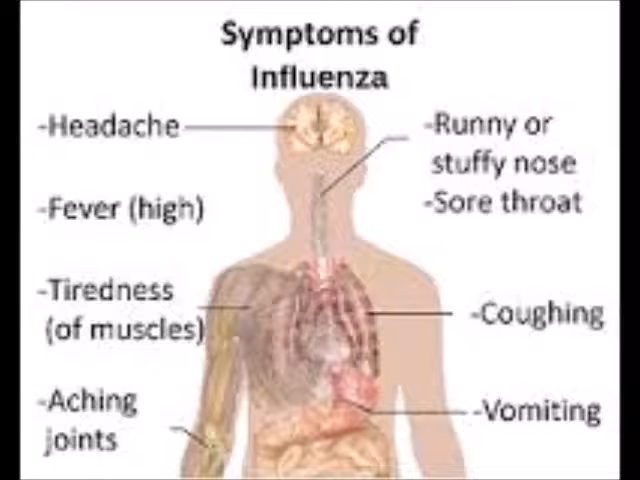 Symptoms of
Influenza
-Headache
-Fever (high)
-Tiredness
(of muscles)
-Aching
joints
-Runny or
stuffy nose
-Sore throat
-Coughing
-Vomiting